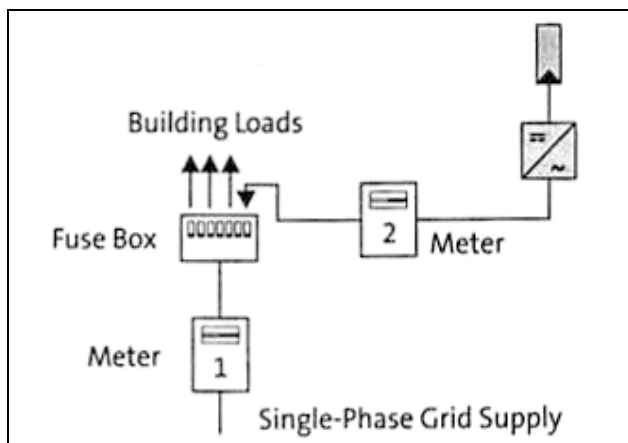 Building Loads
Fuse Box
2
Meter
Meter
1
Single-Phase Grid Supply